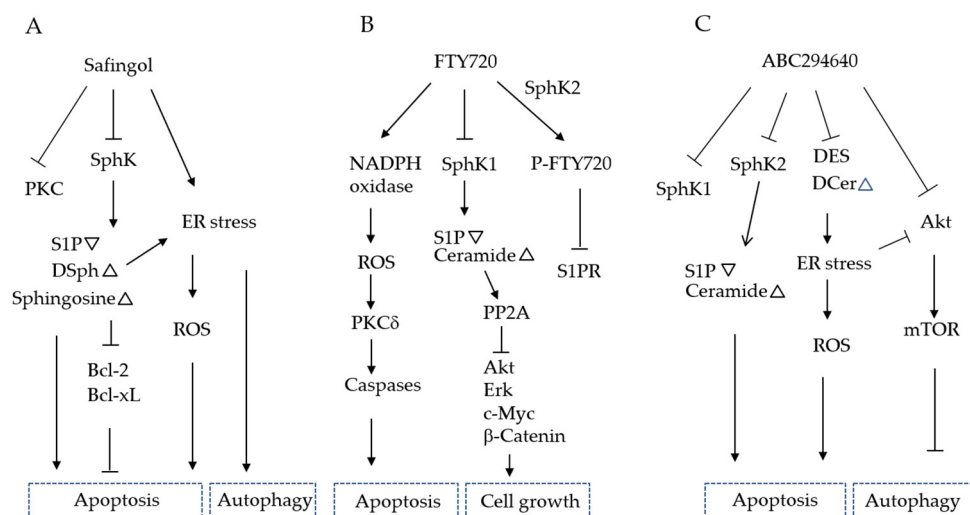 A
Safingol
PKC
SphK
ER stress
S1P▽
DSph△
Sphingosine△
ROS
Bcl-2
Bcl-xL
Apoptosis
Autophagy
B
FTY720
SphK2
NADPH
oxidase
SphK1
P-FTY720
ROS
S1P▽
Ceramide△
S1PR
PKCδ
PP2A
Caspases
Akt
Erk
c-Myc
β-Catenin
Apoptosis
Cell growth
C
ABC294640
SphK1
SphK2
DES
DCer△
Akt
S1P▽
Ceramide△
ER stress
ROS
mTOR
Apoptosis
Autophagy